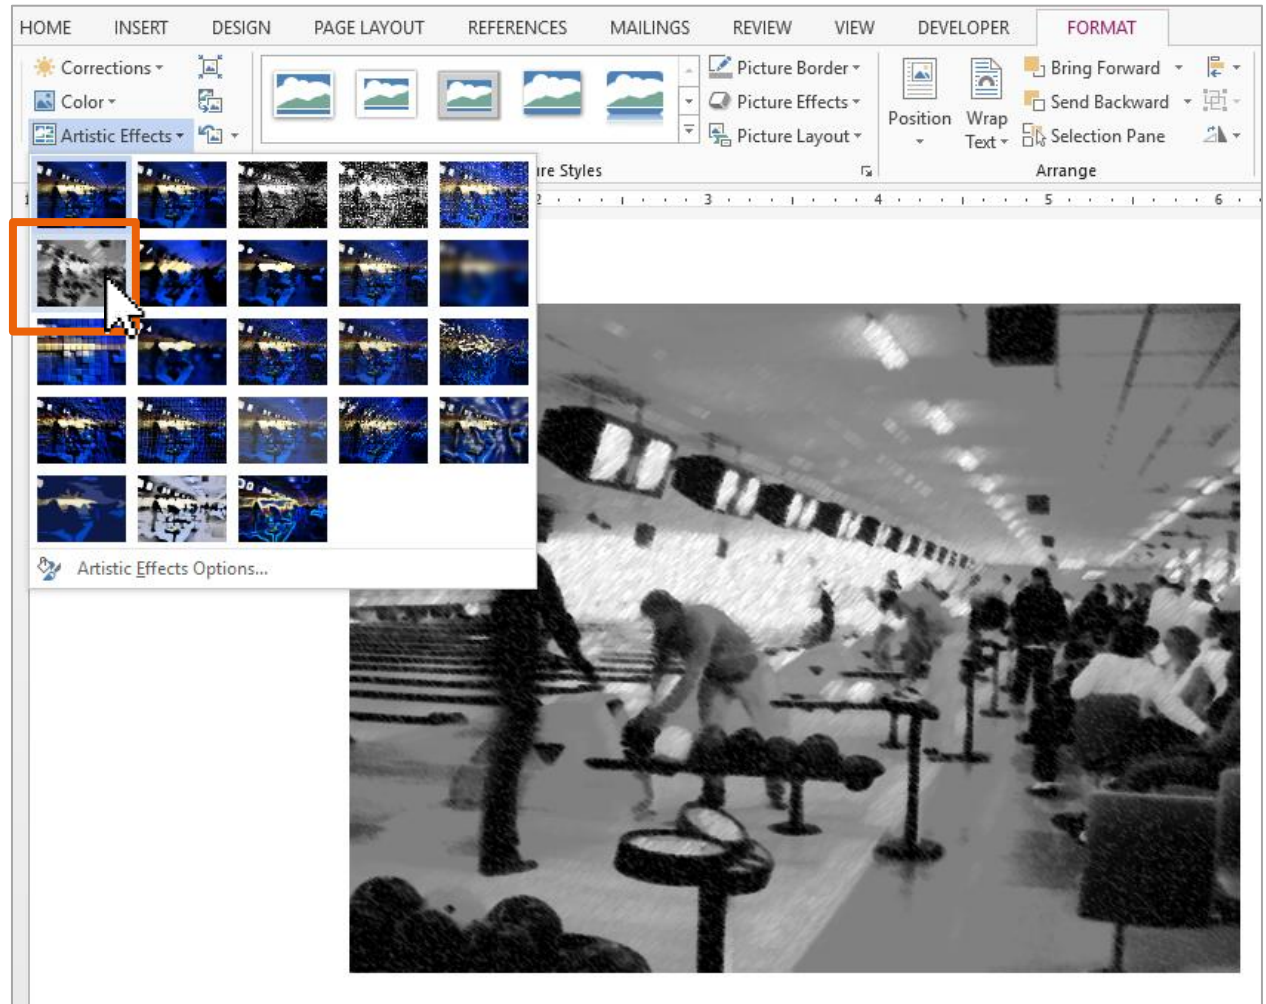 HOME INSERT DESIGN PAGE LAYOUT REFERENCES MAILINGS REVIEW VIEW DEVELOPER FORMAT
Corrections
Color
Artistic Effects
Picture Border
Picture Effects
Picture Layout
Position
Wrap
Text
Bring Forward
Send Backward
Selection Pane
Styles
Arrange
2 3 4 5 6
Artistic Effects Options...